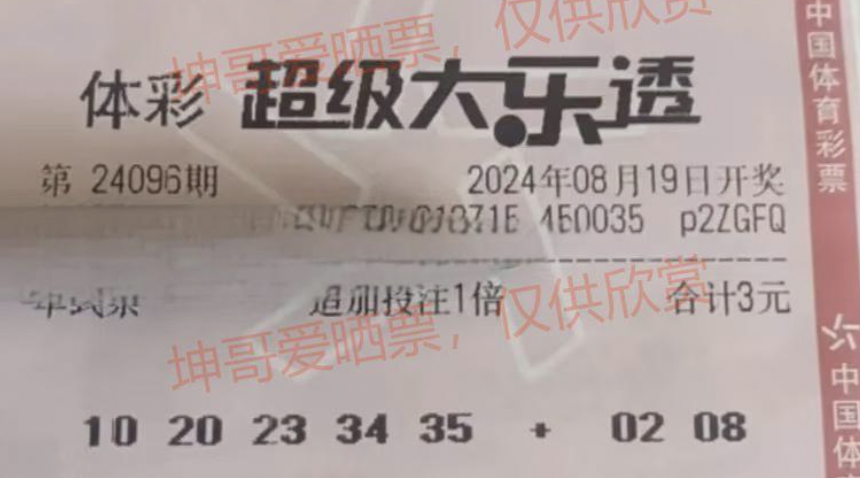 坤哥爱晒票，仅供欣赏
体彩 超级大乐透
第 24096期 2024年08月19日开奖
450035 p2ZGFQ
单式票 追加投注1倍 合计3元
坤哥爱晒票，仅供欣赏
10 20 23 34 35 + 02 08
中国体育彩票
中国体